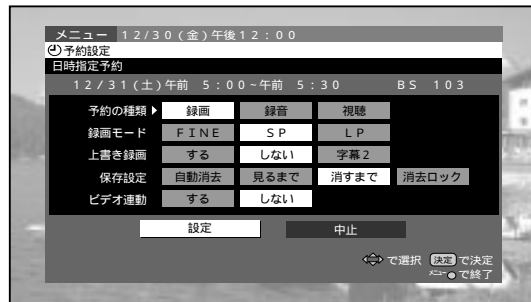 メニュー 12/30(金)午後12:00
予約設定
日時指定予約
12/31(土)午前 5:00~午前 5:30 BS 103
予約の種類 録画 録音 視聴
録画モード FINE SP LP
上書き録画 する しない 字幕2
保存設定 自動消去 見るまで 消すまで 消去ロック
ビデオ連動 する しない
設定 中止
で選択 決定 で決定
メニュー で終了